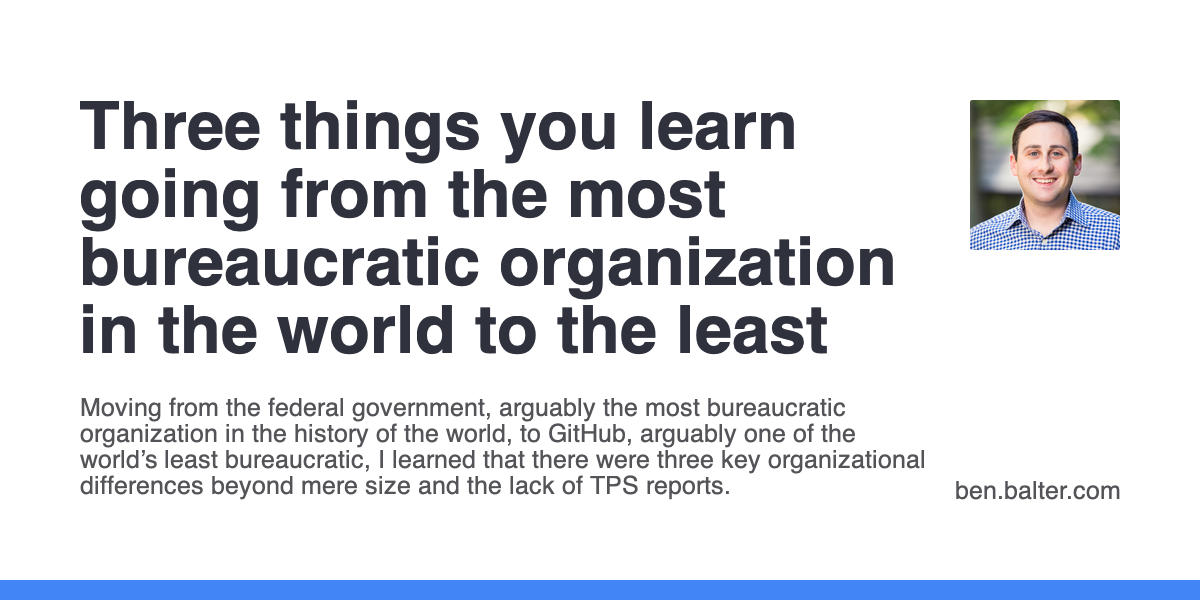 Three things you learn
going from the most
bureaucratic organization
in the world to the least
Moving from the federal government, arguably the most bureaucratic
organization in the history of the world, to GitHub, arguably one of the
world’s least bureaucratic, I learned that there were three key organizational
differences beyond mere size and the lack of TPS reports.
ben.balter.com